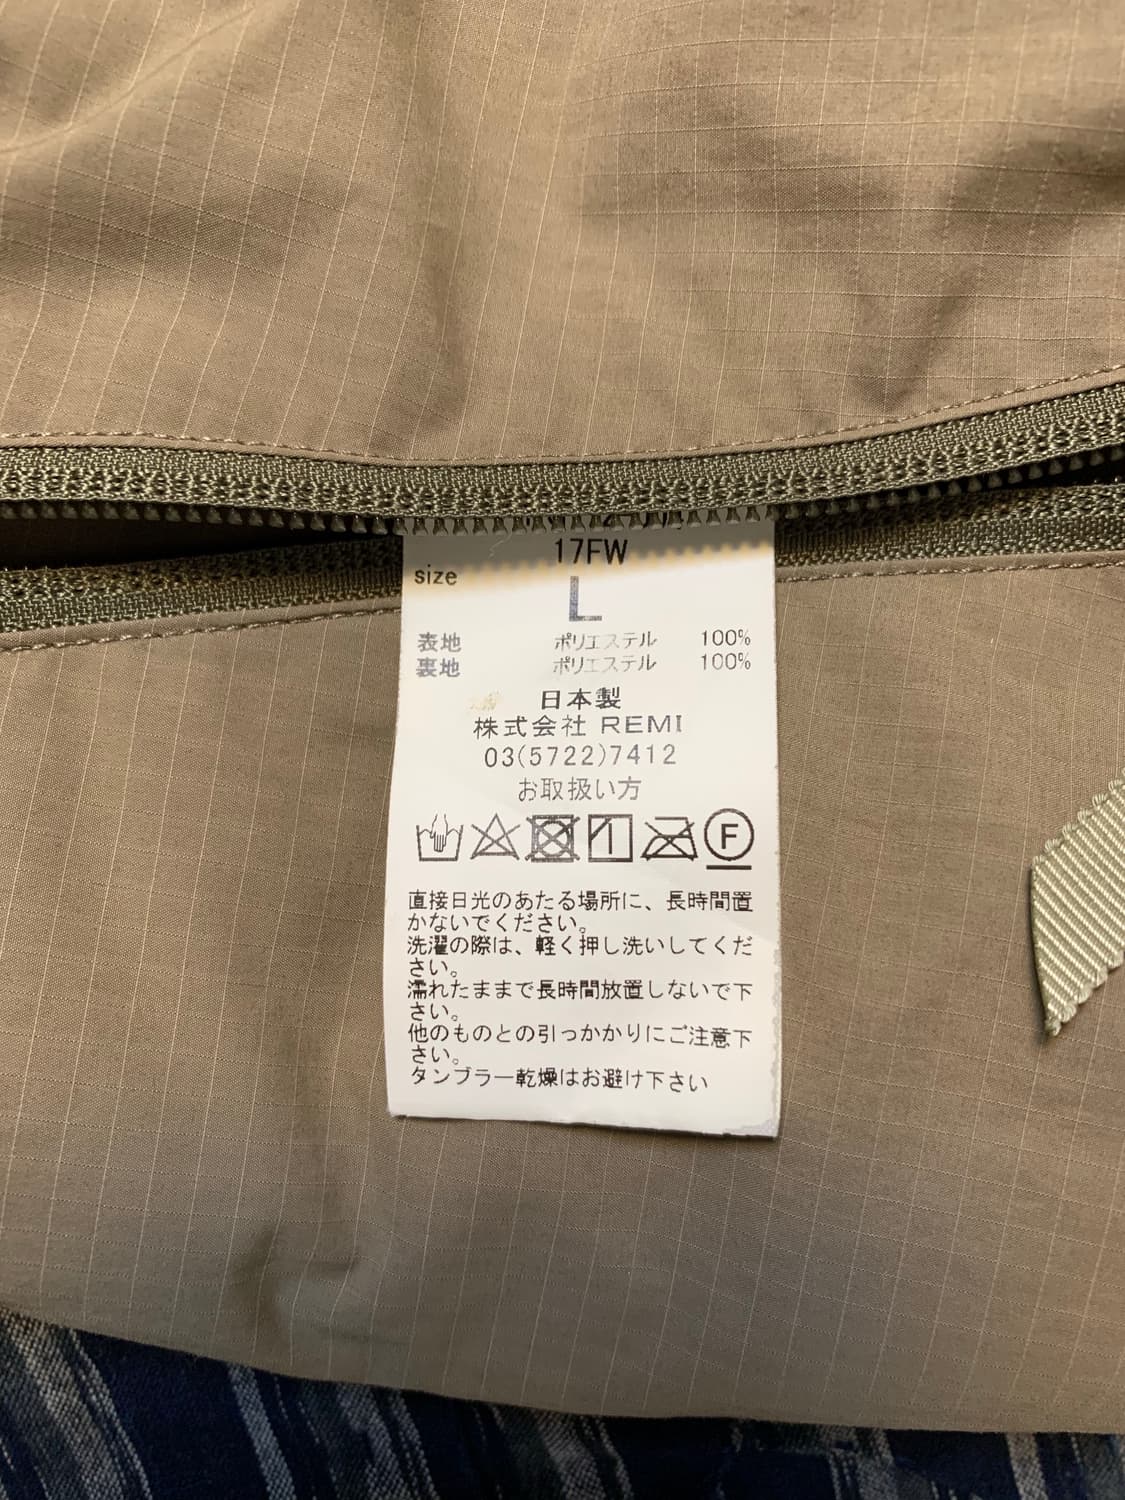 17FW
size
L
表地 ポリエステル 100%
裏地 ポリエステル 100%
日本製
株式会社 REMI
03(5722)7412
お取扱い方
F
直接日光のあたる場所に、長時間置
かないでください。
洗濯の際は、軽く押し洗いしてくだ
さい。
濡れたままで長時間放置しないで下
さい。
他のものとの引っかかりにご注意下
さい。
タンブラー乾燥はお避け下さい